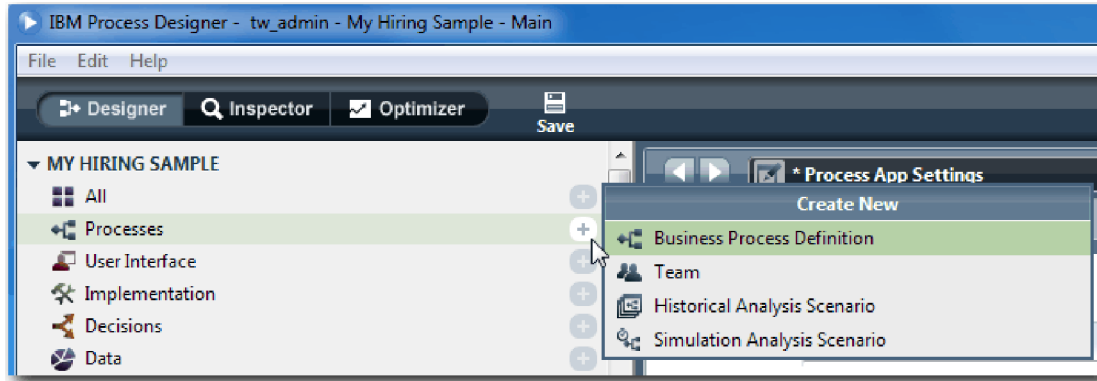 IBM Process Designer - tw_admin - My Hiring Sample - Main
File Edit Help
Designer Inspector Optimizer Save
MY HIRING SAMPLE
* Process App Settings
All
Processes
User Interface
Implementation
Decisions
Data
Create New
Business Process Definition
Team
Historical Analysis Scenario
Simulation Analysis Scenario